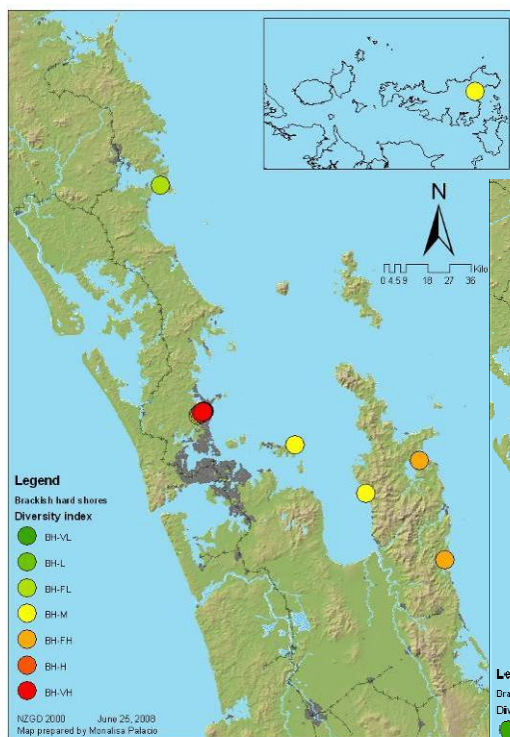 N
0 4.5 9 18 27 36
Kilo
Legend
Brackish hard shores
Diversity index
BH-VL
BH-L
BH-FL
BH-M
BH-FH
BH-H
BH-VH
NZGD 2000 June 25, 2008
Map prepared by Monalisa Palacio
Le
Bra
Div